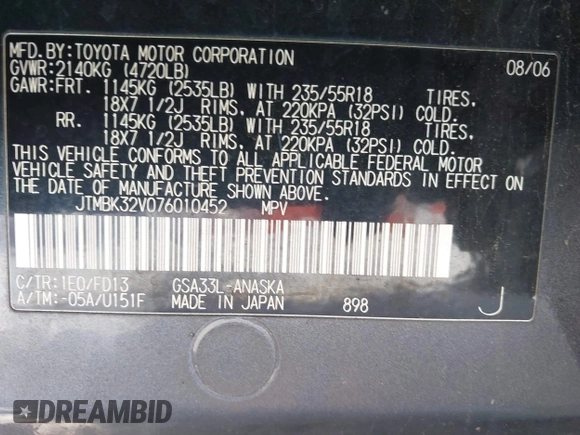 MFD.BY:TOYOTA MOTOR CORPORATION 08/06
GVWR:2140KG (4720LB)
GAWR:FRT. 1145KG (2535LB) WITH 235/55R18 TIRES,
18X7 1/2J RIMS, AT 220KPA (32PSI) COLD.
RR. 1145KG (2535LB) WITH 235/55R18 TIRES,
18X7 1/2J RIMS, AT 220KPA (32PSI) COLD.
THIS VEHICLE CONFORMS TO ALL APPLICABLE FEDERAL MOTOR
VEHICLE SAFETY AND THEFT PREVENTION STANDARDS IN EFFECT ON
THE DATE OF MANUFACTURE SHOWN ABOVE.
JTMBK32V076010452 MPV
C/TR:1E0/FD13 GSA33L-ANASKA
A/TM:-05A/U151F MADE IN JAPAN 898 J
DREAMBID